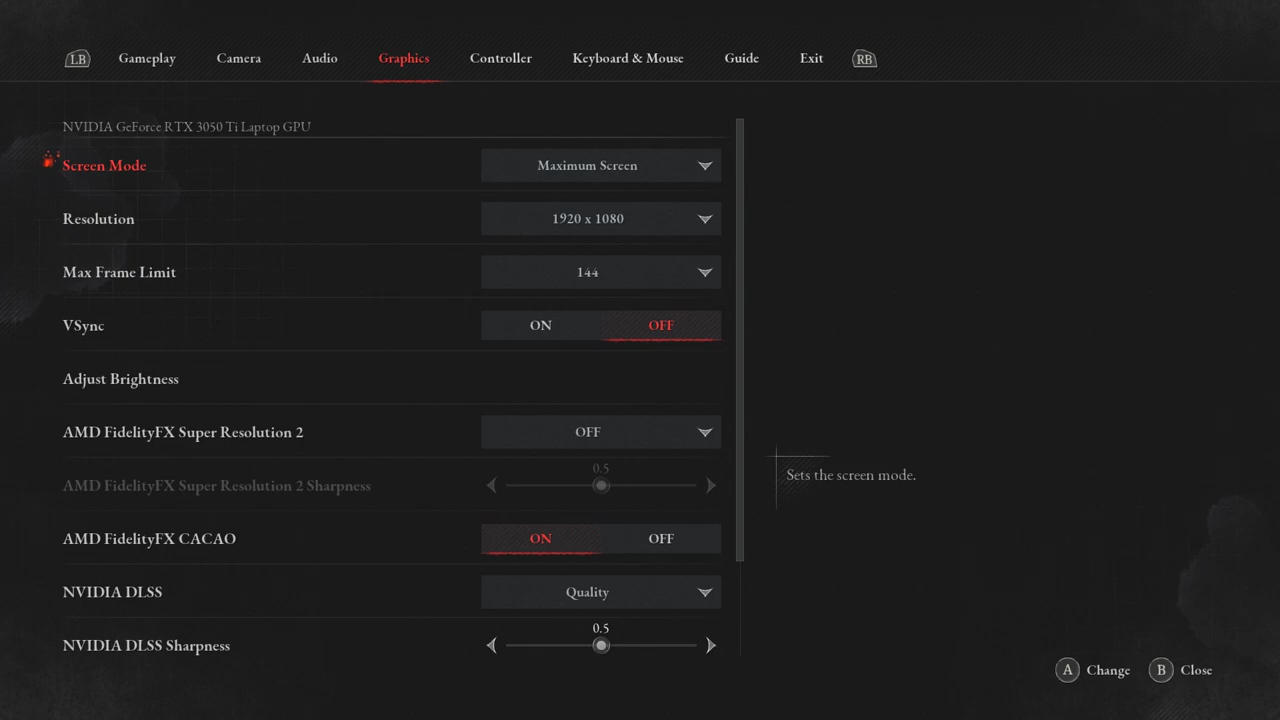 LB Gameplay Camera Audio Graphics Controller Keyboard & Mouse Guide Exit RB
NVIDIA GeForce RTX 3050 Ti Laptop GPU
Screen Mode Maximum Screen
Resolution 1920 x 1080
Max Frame Limit 144
VSync ON OFF
Adjust Brightness
AMD FidelityFX Super Resolution 2 OFF
0.5
AMD FidelityFX Super Resolution 2 Sharpness
Sets the screen mode.
AMD FidelityFX CACAO ON OFF
NVIDIA DLSS Quality
0.5
NVIDIA DLSS Sharpness
A Change B Close